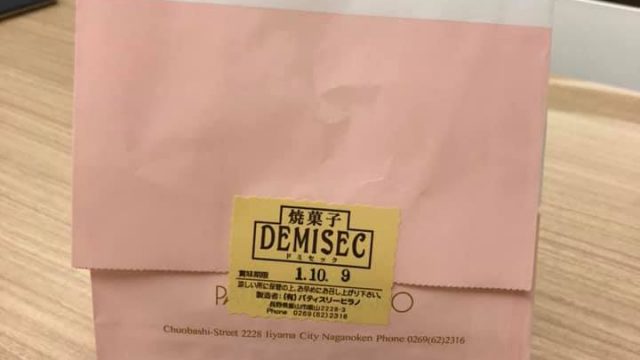 焼菓子
DEMISEC
ドミセック
賞味期限 1.10. 9
涼しい所に保管の上、お早めにお召し上がり下さい。
製造者:(有)パティスリーヒラノ
長野県飯山市飯山2228-3
Phone 0269(62)2316
Chuobashi-Street 2228 Iiyama City Naganoken Phone 0269(62)2316